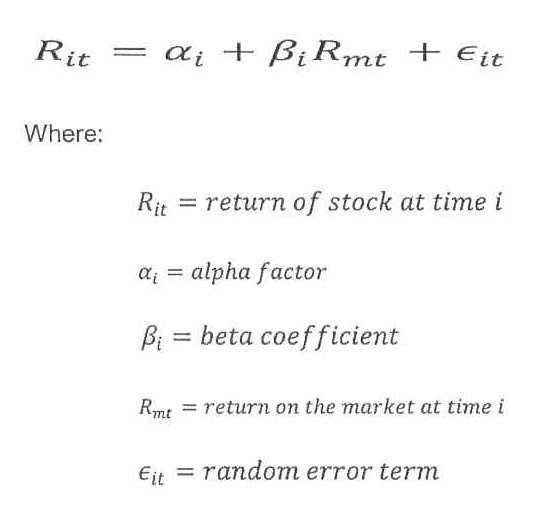 R_it = α_i + β_i R_mt + ϵ_it
Where:
R_it = return of stock at time i
α_i = alpha factor
β_i = beta coefficient
R_mt = return on the market at time i
ϵ_it = random error term